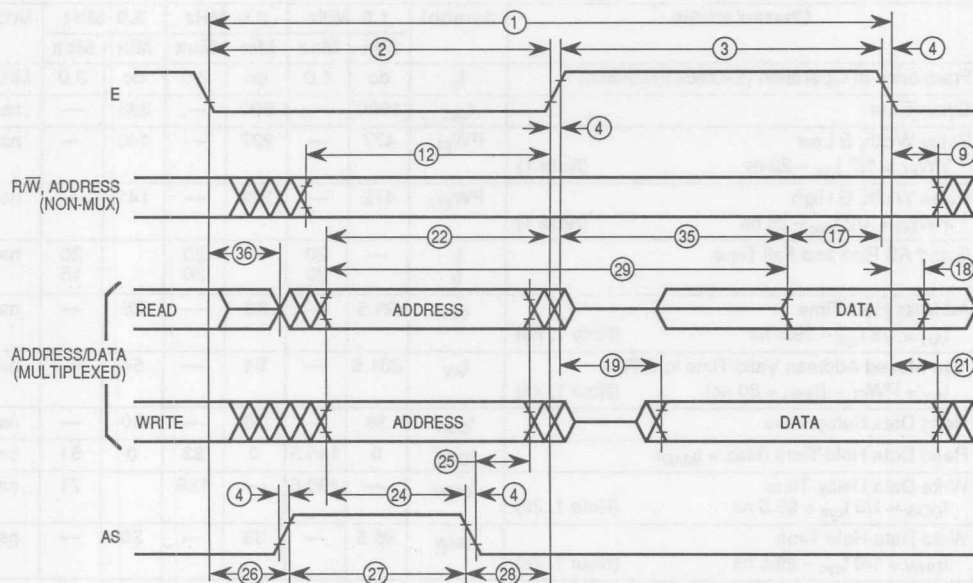 1
2
3
4
E
4
12
9
R/W̅, ADDRESS
(NON-MUX)
22
35
17
36
29
18
READ
ADDRESS
DATA
ADDRESS/DATA
(MULTIPLEXED)
19
21
WRITE
ADDRESS
DATA
25
4
24
4
AS
26
27
28